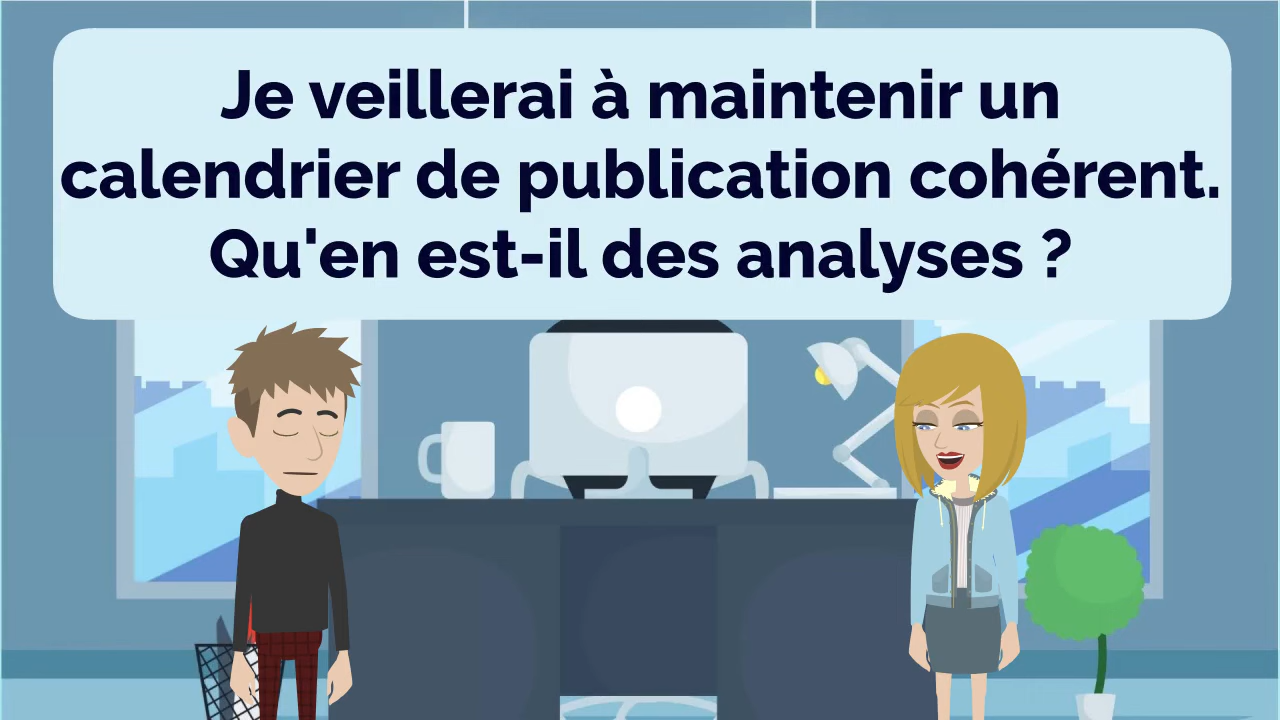 Je veillerai à maintenir un
calendrier de publication cohérent.
Qu'en est-il des analyses ?